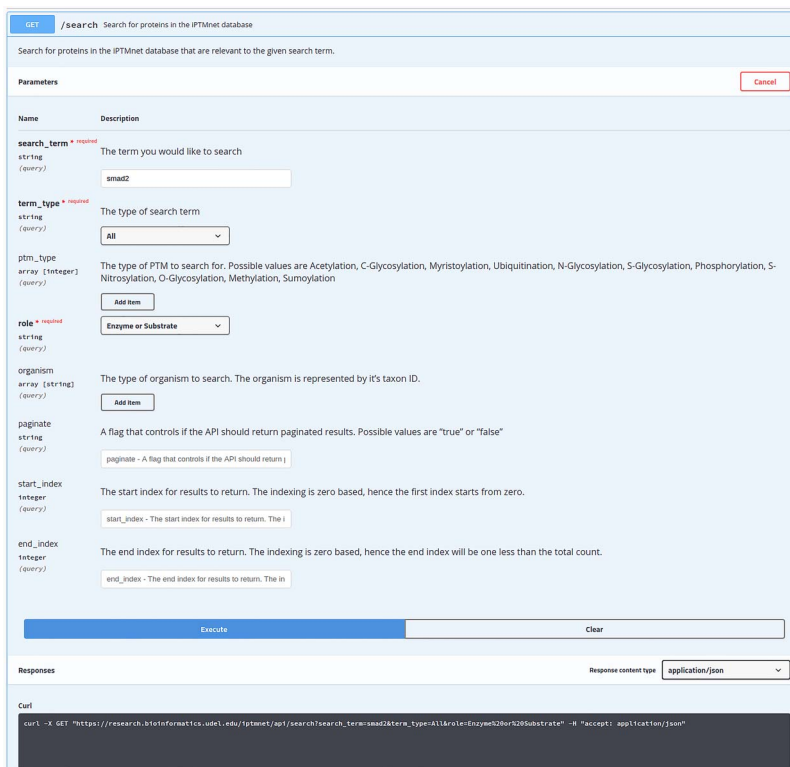 GET /search Search for proteins in the iPTMnet database
Search for proteins in the iPTMnet database that are relevant to the given search term.
Parameters
Cancel
Name Description
search_term * required
string
(query)
The term you would like to search
smad2
term_type * required
string
(query)
The type of search term
All
ptm_type
array [integer]
(query)
The type of PTM to search for. Possible values are Acetylation, C-Glycosylation, Myristoylation, Ubiquitination, N-Glycosylation, S-Glycosylation, Phosphorylation, S-
Nitrosylation, O-Glycosylation, Methylation, Sumoylation
Add item
role * required
string
(query)
Enzyme or Substrate
organism
array [string]
(query)
The type of organism to search. The organism is represented by it's taxon ID.
Add item
paginate
string
(query)
A flag that controls if the API should return paginated results. Possible values are "true" or "false"
paginate - A flag that controls if the API should return p
start_index
integer
(query)
The start index for results to return. The indexing is zero based, hence the first index starts from zero.
start_index - The start index for results to return. The i
end_index
integer
(query)
The end index for results to return. The indexing is zero based, hence the end index will be one less than the total count.
end_index - The end index for results to return. The in
Execute
Clear
Responses
Response content type application/json
Curl
curl -X GET "https://research.bioinformatics.udel.edu/iptmnet/api/search?search_term=smad2&term_type=All&role=Enzyme%20or%20Substrate" -H "accept: application/json"